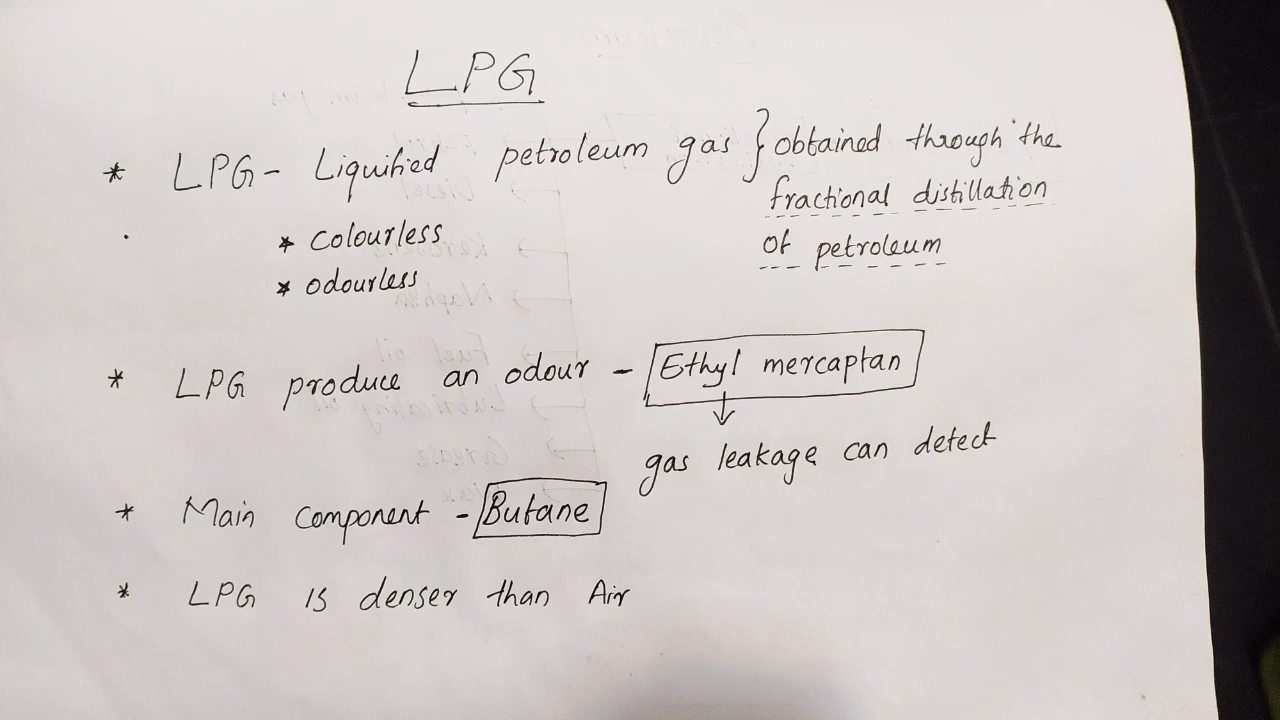 LPG
* LPG - Liquified petroleum gas } obtained through the
fractional distillation
of petroleum
* Colourless
* odourless
* LPG produce an odour - Ethyl mercaptan
↓
gas leakage can detect
* Main component - Butane
* LPG is denser than Air